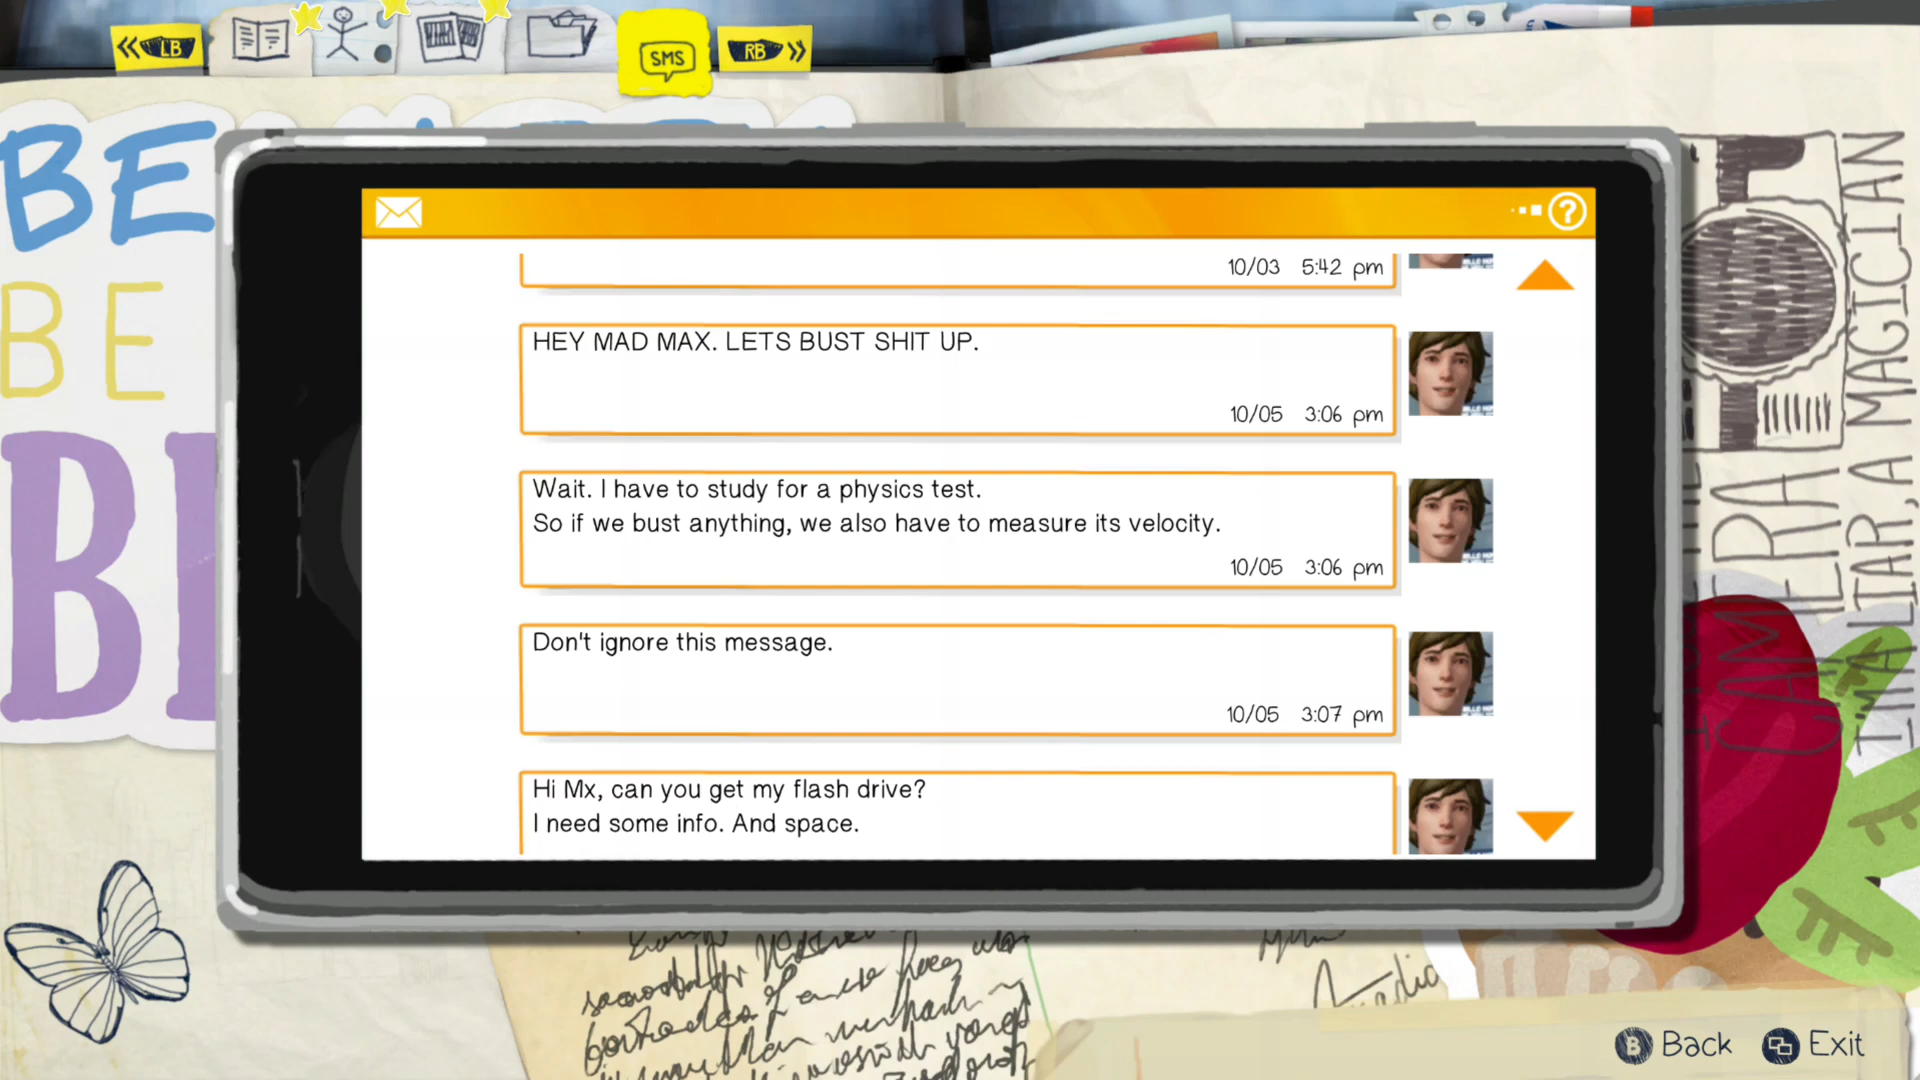 LB
SMS
RB
BE
BE
10/03 5:42 pm
HEY MAD MAX. LETS BUST SHIT UP.
10/05 3:06 pm
Wait. I have to study for a physics test.
So if we bust anything, we also have to measure its velocity.
10/05 3:06 pm
Don't ignore this message.
10/05 3:07 pm
Hi Mx, can you get my flash drive?
I need some info. And space.
CAMERA
I'M A LIAR, A MAGICIAN
B Back
Exit